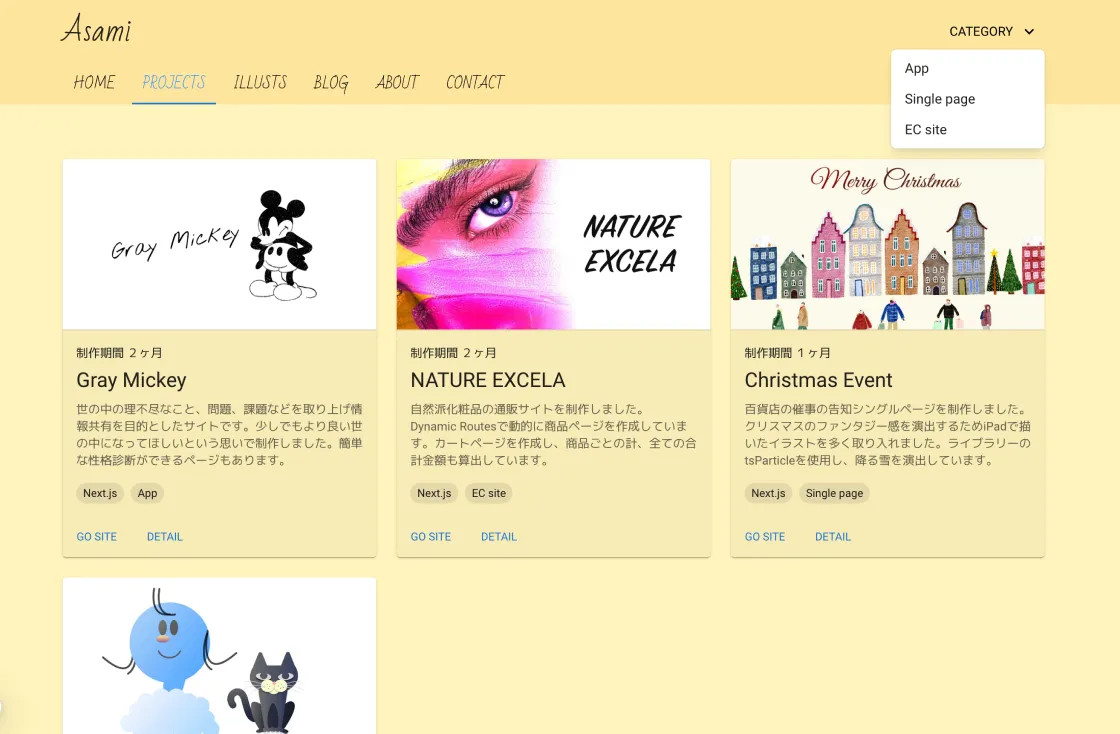 Asami
CATEGORY
HOME
PROJECTS
ILLUSTS
BLOG
ABOUT
CONTACT
App
Single page
EC site
Gray Mickey
制作期間 2ヶ月
Gray Mickey
世の中の理不尽なこと、問題、課題などを取り上げ情
報共有を目的としたサイトです。少しでもより良い世
の中になってほしいという思いで制作しました。簡単
な性格診断ができるページもあります。
Next.js
App
GO SITE
DETAIL
NATURE
EXCELA
制作期間 2ヶ月
NATURE EXCELA
自然派化粧品の通販サイトを制作しました。
Dynamic Routesで動的に商品ページを作成していま
す。カートページを作成し、商品ごとの計、全ての合
計金額も算出しています。
Next.js
EC site
GO SITE
DETAIL
Merry Christmas
制作期間 1ヶ月
Christmas Event
百貨店の催事の告知シングルページを制作しました。
クリスマスのファンタジー感を演出するためiPadで描
いたイラストを多く取り入れました。ライブラリーの
tsParticleを使用し、降る雪を演出しています。
Next.js
Single page
GO SITE
DETAIL